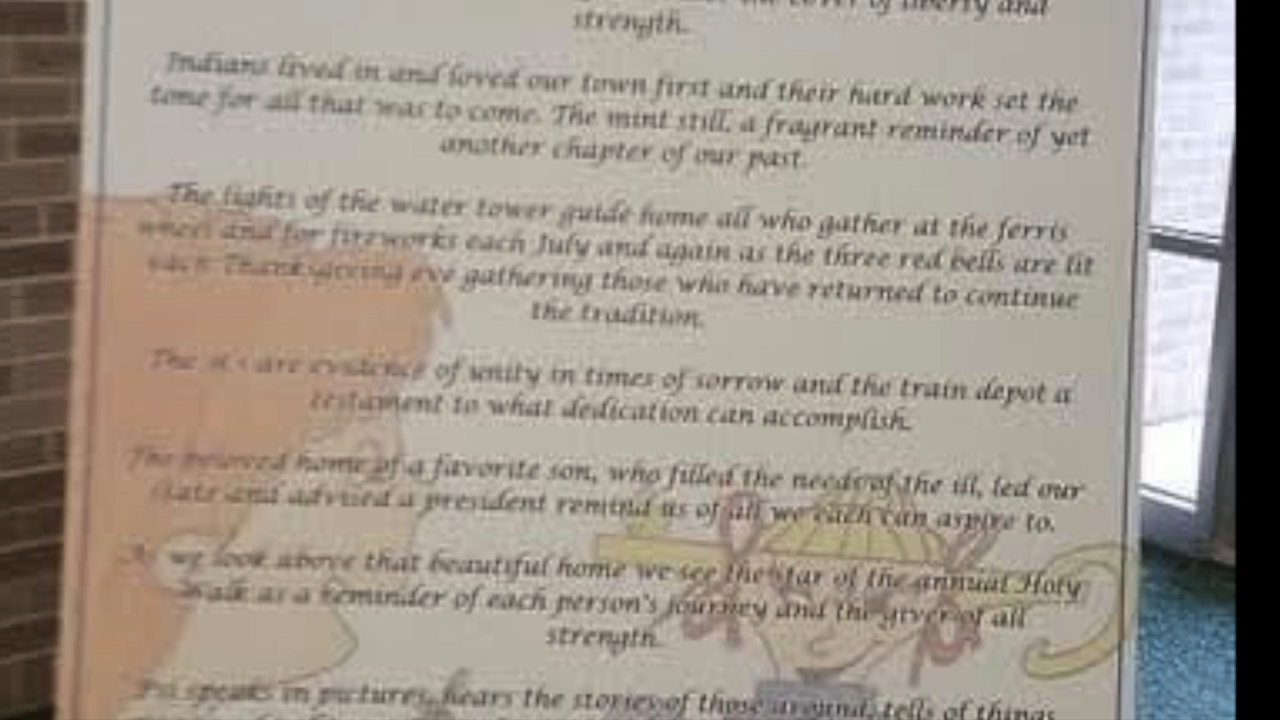 of liberty and
strength.
Indians lived in and loved our town first and their hard work set the
tone for all that was to come. The mint still, a fragrant reminder of yet
another chapter of our past.
The lights of the water tower guide home all who gather at the ferris
wheel and for fireworks each July and again as the three red bells are lit
each Thanksgiving eve gathering those who have returned to continue
the tradition.
The are evidence of unity in times of sorrow and the train depot a
testament to what dedication can accomplish.
The beloved home of a favorite son, who filled the needs of the ill, led our
state and advised a president remind us of all we each can aspire to.
As we look above that beautiful home we see the star of the annual Holy
Walk as a reminder of each person's journey and the giver of all
strength.
speaks in pictures, hears the stories of those around, tells of things